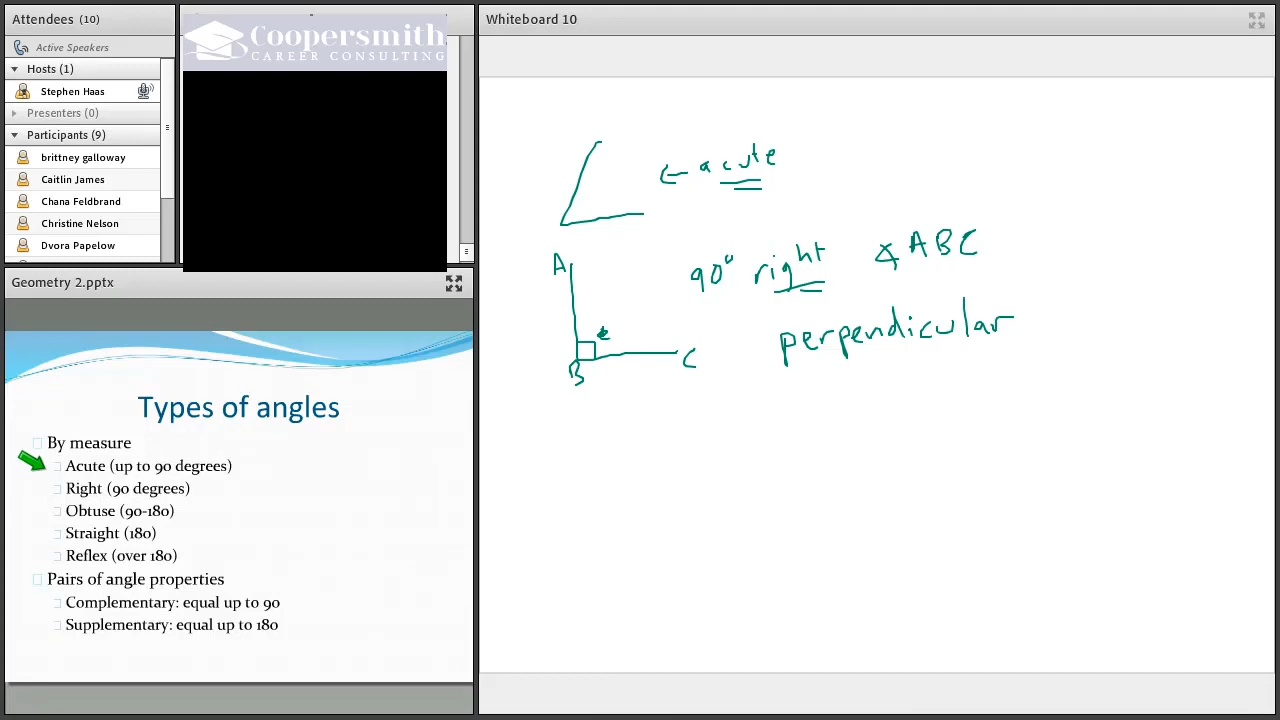 Attendees (10)
Active Speakers
Hosts (1)
Stephen Haas
Presenters (0)
Participants (9)
brittney galloway
Caitlin James
Chana Feldbrand
Christine Nelson
Dvora Papelow
Coopersmith
CAREER CONSULTING
Geometry 2.pptx
Types of angles
By measure
Acute (up to 90 degrees)
Right (90 degrees)
Obtuse (90-180)
Straight (180)
Reflex (over 180)
Pairs of angle properties
Complementary: equal up to 90
Supplementary: equal up to 180
Whiteboard 10
← acute
A
90° right ∡ABC
perpendicular
B
C